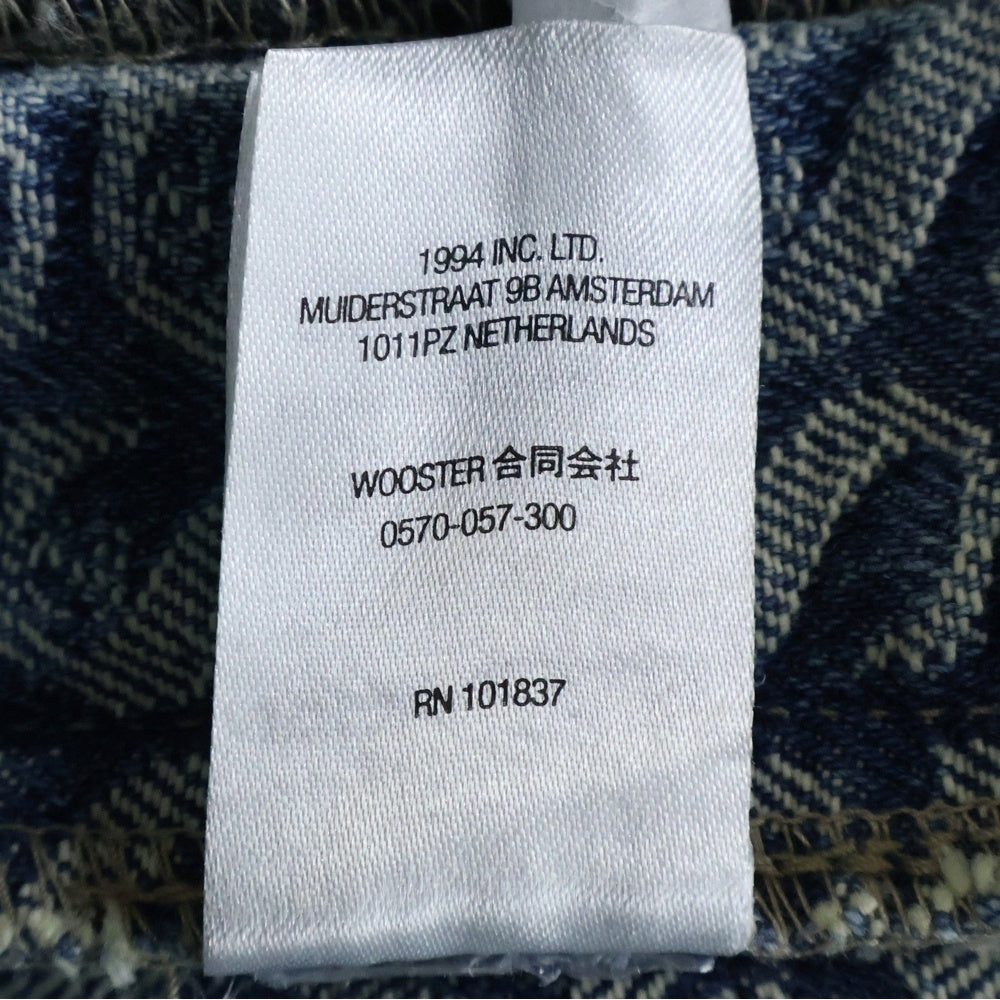 1994 INC. LTD.
MUIDERSTRAAT 9B AMSTERDAM
1011PZ NETHERLANDS
WOOSTER 合同会社
0570-057-300
RN 101837